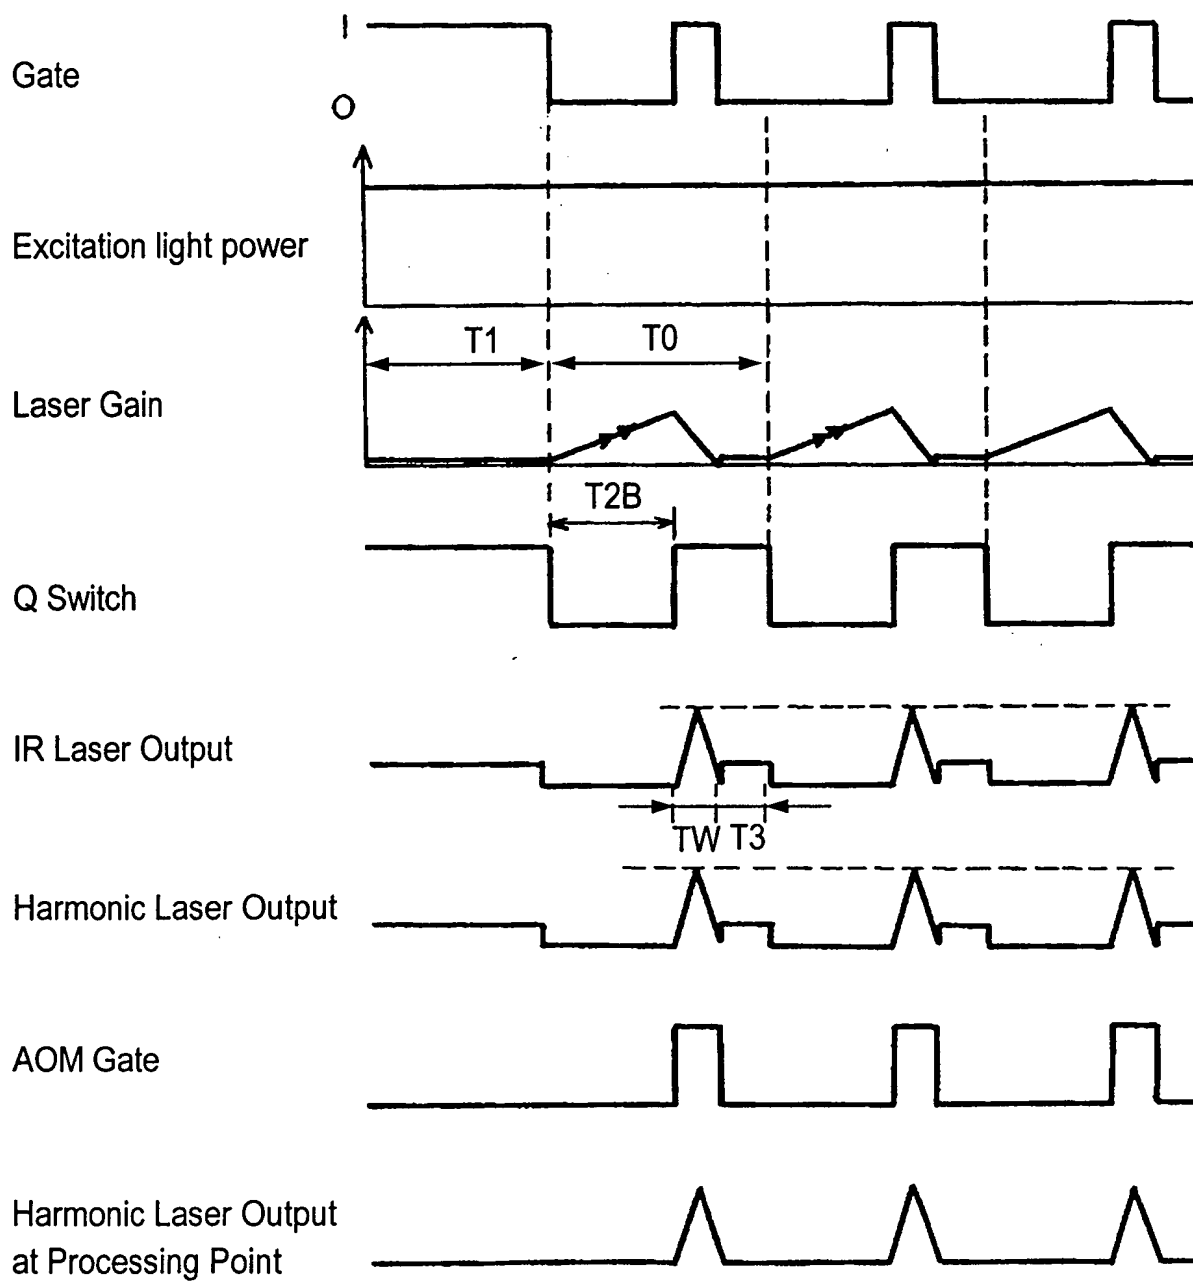 I
Gate
O
Excitation light power
T1
T0
Laser Gain
T2B
Q Switch
IR Laser Output
TW T3
Harmonic Laser Output
AOM Gate
Harmonic Laser Output
at Processing Point